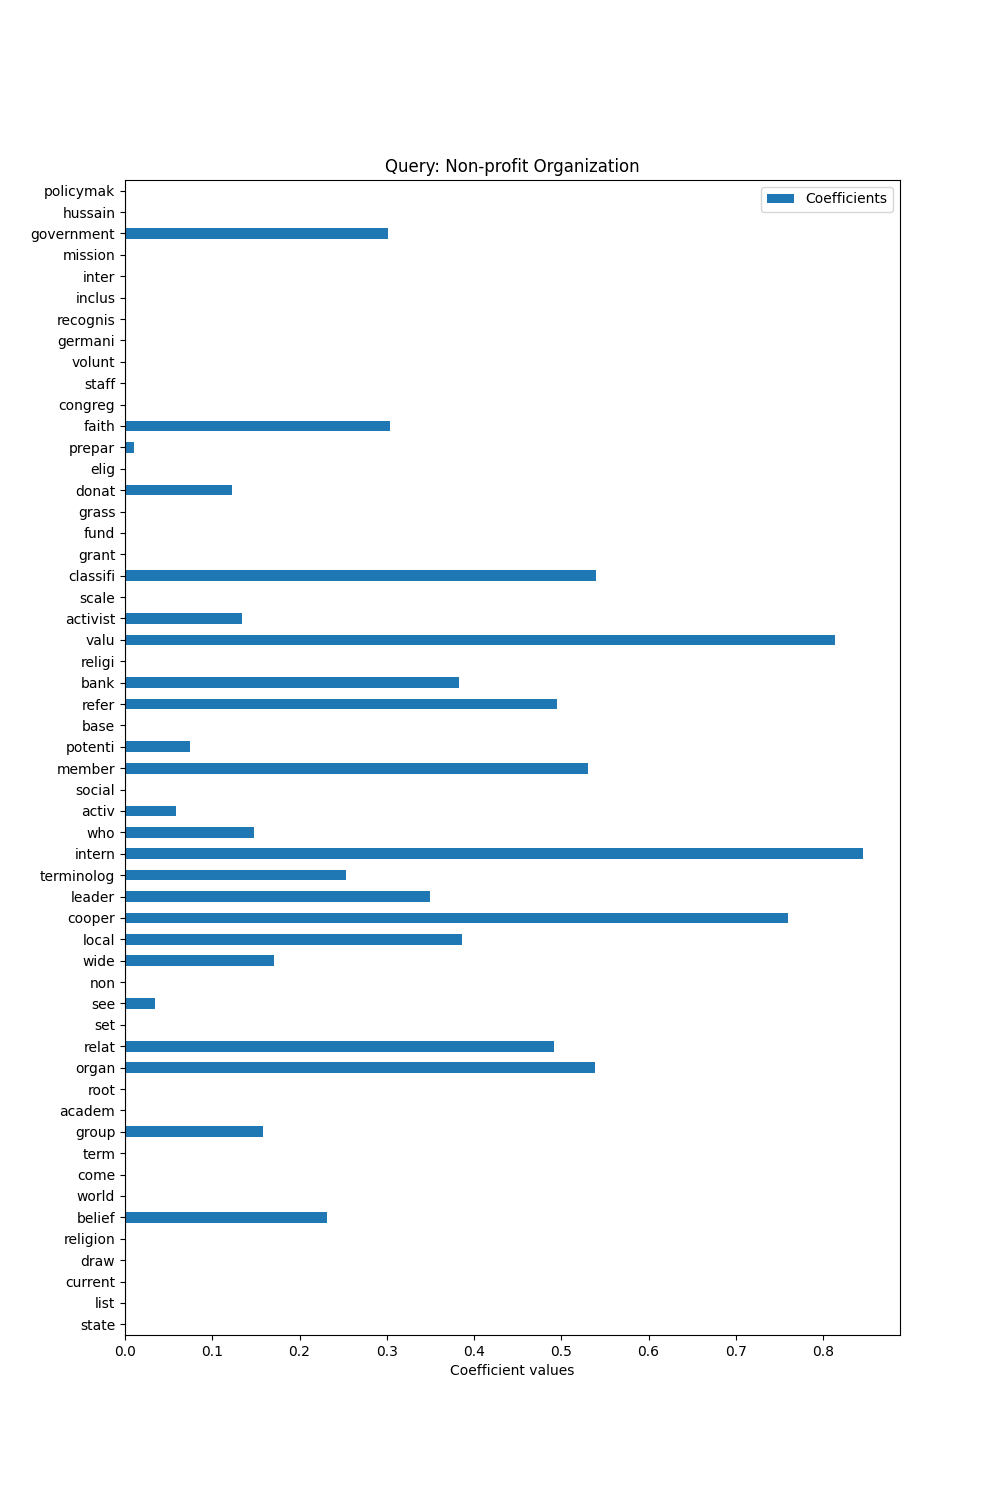 Query: Non-profit Organization
Coefficients
policymak
hussain
government
mission
inter
inclus
recognis
germani
volunt
staff
congreg
faith
prepar
elig
donat
grass
fund
grant
classifi
scale
activist
valu
religi
bank
refer
base
potenti
member
social
activ
who
intern
terminolog
leader
cooper
local
wide
non
see
set
relat
organ
root
academ
group
term
come
world
belief
religion
draw
current
list
state
0.0 0.1 0.2 0.3 0.4 0.5 0.6 0.7 0.8
Coefficient values